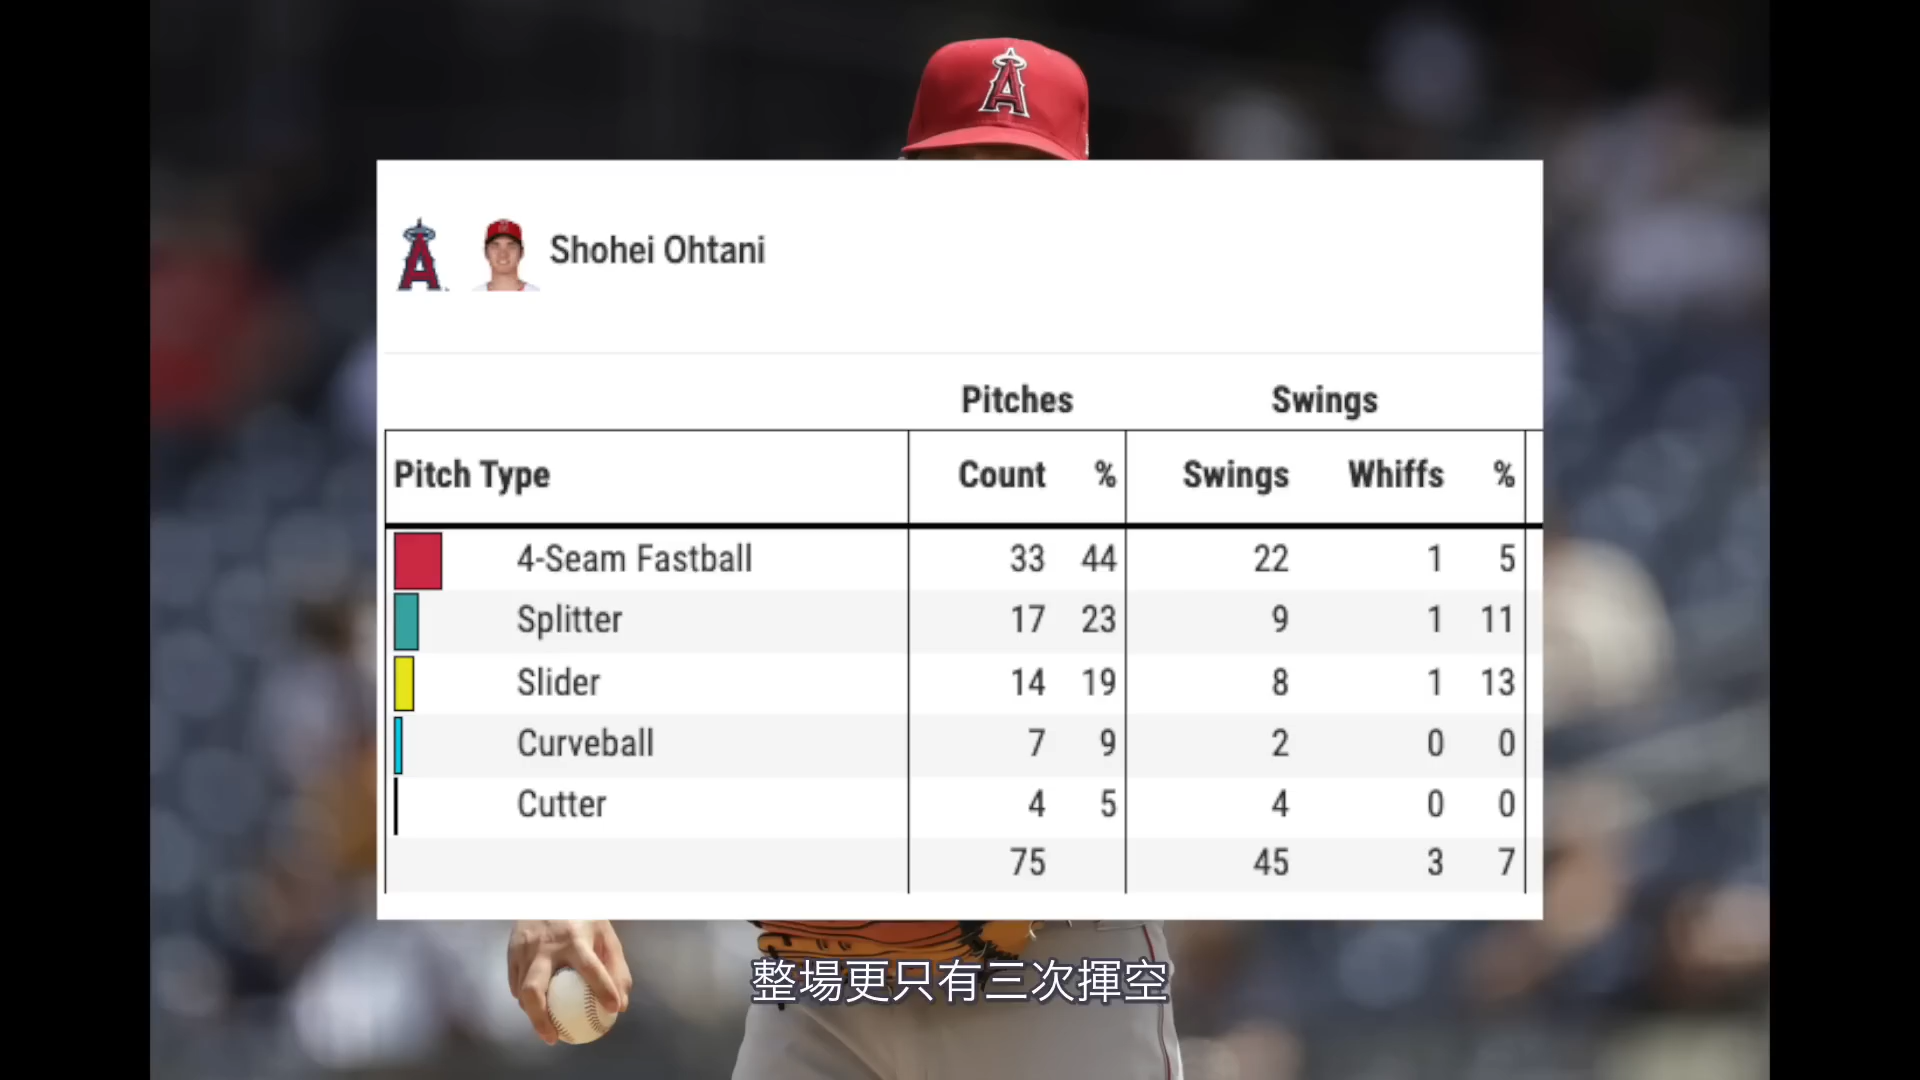 A
A
Shohei Ohtani
Pitches Swings
Pitch Type Count % Swings Whiffs %
4-Seam Fastball 33 44 22 1 5
Splitter 17 23 9 1 11
Slider 14 19 8 1 13
Curveball 7 9 2 0 0
Cutter 4 5 4 0 0
75 45 3 7
整場更只有三次揮空